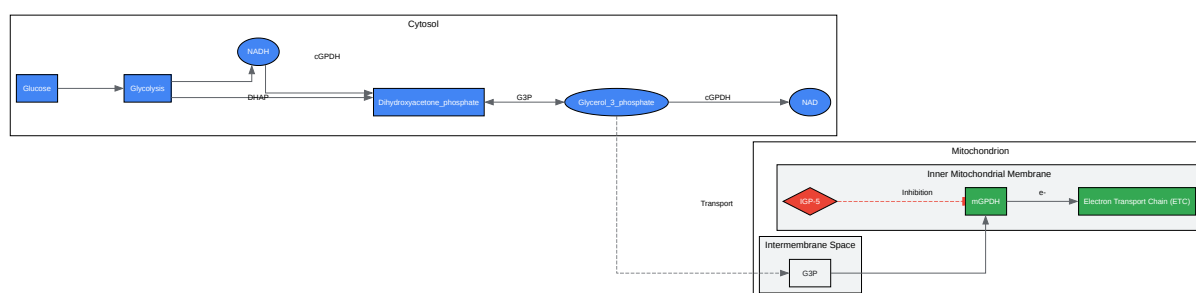 Cytosol
NADH
cGPDH
Glucose
Glycolysis
DHAP
Dihydroxyacetone_phosphate
G3P
Glycerol_3_phosphate
cGPDH
NAD
Mitochondrion
Inner Mitochondrial Membrane
IGP-5
Inhibition
mGPDH
e-
Electron Transport Chain (ETC)
Transport
Intermembrane Space
G3P